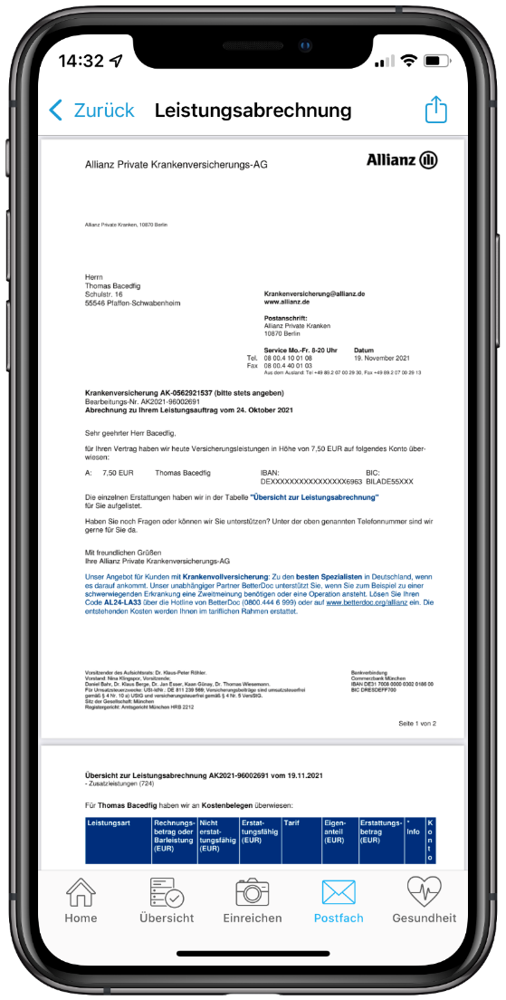 14:32
Zurück Leistungsabrechnung
Allianz Private Krankenversicherungs-AG
Allianz
Allianz Private Kranken, 10870 Berlin
Herrn
Thomas Bacedfig
Schulstr. 16
55546 Pfaffen-Schwabenheim
Krankenversicherung@allianz.de
www.allianz.de
Postanschrift:
Allianz Private Kranken
10870 Berlin
Service Mo.-Fr. 8-20 Uhr Datum
Tel. 08 00.4 10 01 08 19. November 2021
Fax 08 00.4 40 01 03
Aus dem Ausland: Tel +49 89.2 07 00 29 30, Fax +49 89.2 07 00 29 13
Krankenversicherung AK-0562921537 (bitte stets angeben)
Bearbeitungs-Nr. AK2021-96002691
Abrechnung zu Ihrem Leistungsauftrag vom 24. Oktober 2021
Sehr geehrter Herr Bacedfig,
für Ihren Vertrag haben wir heute Versicherungsleistungen in Höhe von 7,50 EUR auf folgendes Konto über-
wiesen:
A: 7,50 EUR Thomas Bacedfig IBAN: BIC:
DEXXXXXXXXXXXXXXXX6963 BILADE55XXX
Die einzelnen Erstattungen haben wir in der Tabelle "Übersicht zur Leistungsabrechnung"
für Sie aufgelistet.
Haben Sie noch Fragen oder können wir Sie unterstützen? Unter der oben genannten Telefonnummer sind wir
gerne für Sie da.
Mit freundlichen Grüßen
Ihre Allianz Private Krankenversicherungs-AG
Unser Angebot für Kunden mit Krankenvollversicherung: Zu den besten Spezialisten in Deutschland, wenn
es darauf ankommt. Unser unabhängiger Partner BetterDoc unterstützt Sie, wenn Sie zum Beispiel zu einer
schwerwiegenden Erkrankung eine Zweitmeinung benötigen oder eine Operation ansteht. Lösen Sie Ihren
Code AL24-LA33 über die Hotline von BetterDoc (0800.444 6 999) oder auf www.betterdoc.org/allianz ein. Die
entstehenden Kosten werden Ihnen im tariflichen Rahmen erstattet.
Vorsitzender des Aufsichtsrats: Dr. Klaus-Peter Röhler. Bankverbindung
Vorstand: Nina Klingspor, Vorsitzende; Commerzbank München
Daniel Bahr, Dr. Klaus Berge, Dr. Jan Esser, Kaan Günay, Dr. Thomas Wiesemann. IBAN DE31 7008 0000 0302 0186 00
Für Umsatzsteuerzwecke: USt-IdNr.: DE 811 239 569; Versicherungsbeiträge sind umsatzsteuerfrei BIC DRESDEFF700
gemäß § 4 Nr. 10 a) UStG und versicherungsteuerfrei gemäß § 4 Nr. 5 VersStG.
Sitz der Gesellschaft: München
Registergericht: Amtsgericht München HRB 2212
Seite 1 von 2
Übersicht zur Leistungsabrechnung AK2021-96002691 vom 19.11.2021
- Zusatzleistungen (724)
Für Thomas Bacedfig haben wir an Kostenbelegen überwiesen:
Leistungsart Rechnungs- Nicht Erstat- Tarif Eigen- Erstattungs- * K
betrag oder erstat- tungsfähig anteil betrag Info o
Barleistung tungsfähig (EUR) (EUR) (EUR) n
(EUR) (EUR) t
o
Home Übersicht Einreichen Postfach Gesundheit